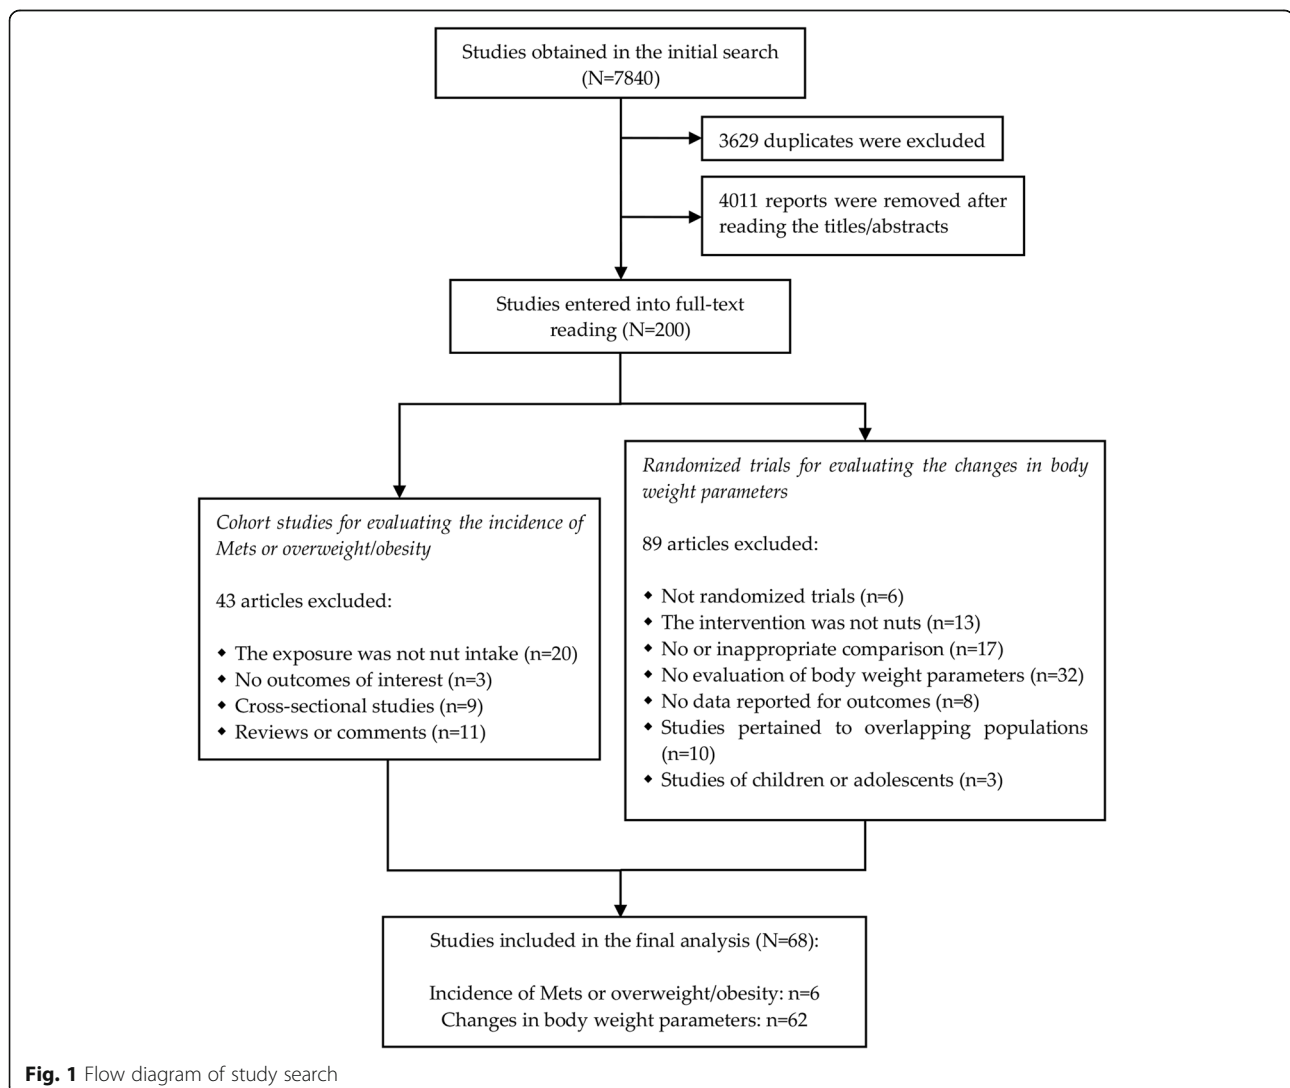 Studies obtained in the initial search
(N=7840)
3629 duplicates were excluded
4011 reports were removed after
reading the titles/abstracts
Studies entered into full-text
reading (N=200)
Cohort studies for evaluating the incidence of
Mets or overweight/obesity
43 articles excluded:
◆ The exposure was not nut intake (n=20)
◆ No outcomes of interest (n=3)
◆ Cross-sectional studies (n=9)
◆ Reviews or comments (n=11)
Randomized trials for evaluating the changes in body
weight parameters
89 articles excluded:
◆ Not randomized trials (n=6)
◆ The intervention was not nuts (n=13)
◆ No or inappropriate comparison (n=17)
◆ No evaluation of body weight parameters (n=32)
◆ No data reported for outcomes (n=8)
◆ Studies pertained to overlapping populations
(n=10)
◆ Studies of children or adolescents (n=3)
Studies included in the final analysis (N=68):
Incidence of Mets or overweight/obesity: n=6
Changes in body weight parameters: n=62
Fig. 1 Flow diagram of study search